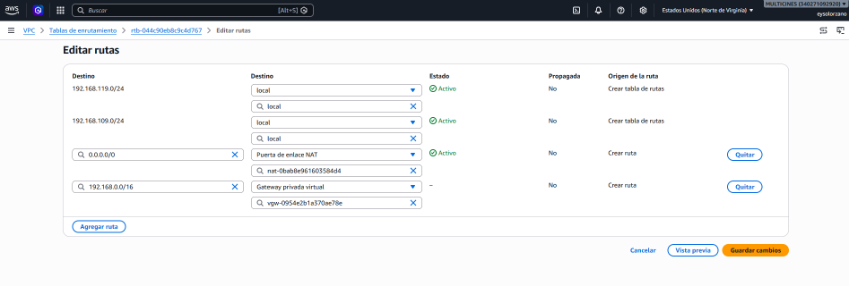 aws
Buscar
[Alt+S]
Estados Unidos (Norte de Virginia)
MULTICINES (540271092920)
aysolorzano
VPC > Tablas de enrutamiento > rtb-044c90eb8c9c4d767 > Editar rutas
Editar rutas
Destino Destino Estado Propagada Origen de la ruta
192.168.119.0/24 local Active No Crear tabla de rutas
local
192.168.109.0/24 local Active No Crear tabla de rutas
local
0.0.0.0/0 Puerta de enlace NAT Active No Crear ruta Quitar
nat-0bab8e961603584d4
192.168.0.0/16 Gateway privada virtual – No Crear ruta Quitar
vgw-0954e2b1a370ae78e
Agregar ruta
Cancelar Vista previa Guardar cambios